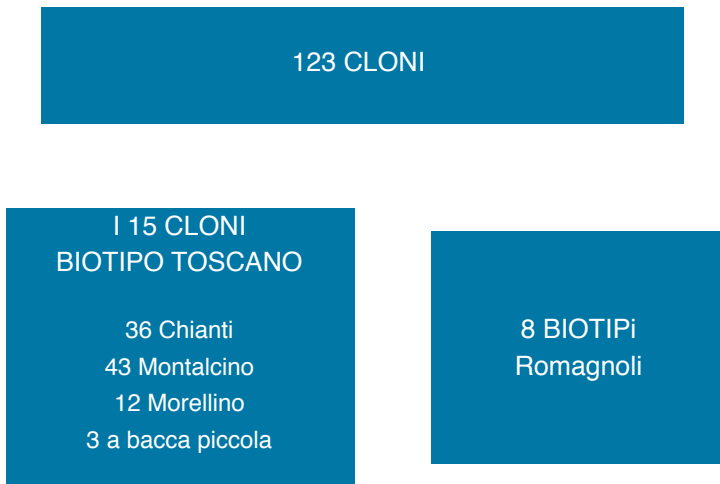 123 CLONI
I 15 CLONI
BIOTIPO TOSCANO
36 Chianti
43 Montalcino
12 Morellino
3 a bacca piccola
8 BIOTIPi
Romagnoli